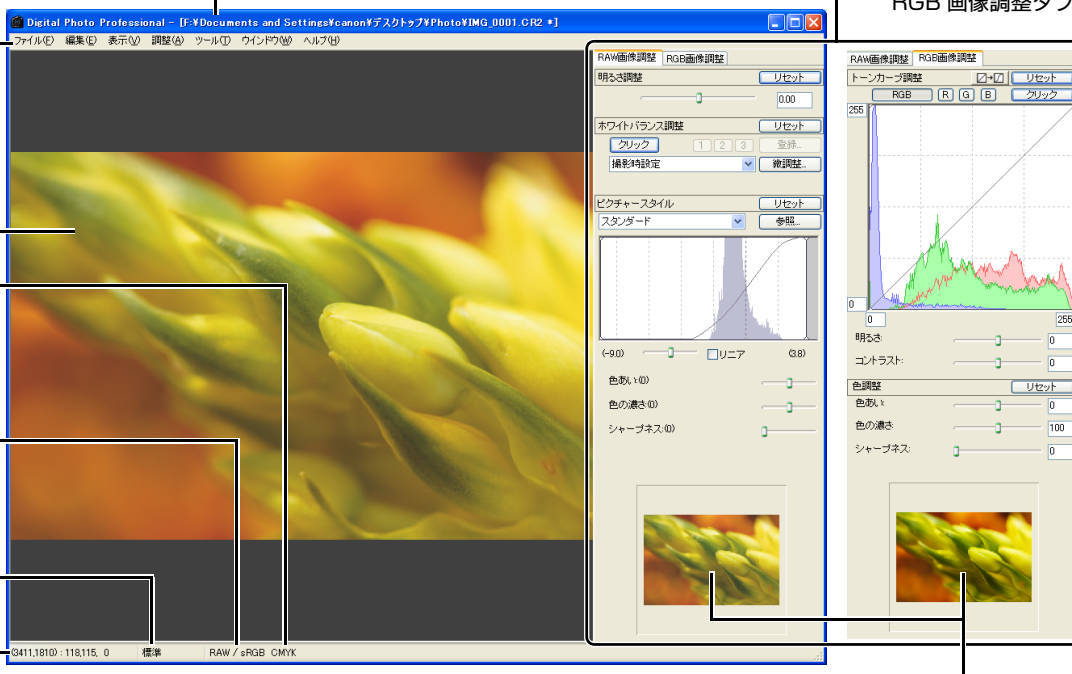 RGB 画像調整タブ
Digital Photo Professional - [F:¥Documents and Settings¥canon¥デスクトップ¥Photo¥IMG_0001.CR2 *]
ファイル(F) 編集(E) 表示(V) 調整(A) ツール(T) ウインドウ(W) ヘルプ(H)
RAW画像調整 RGB画像調整
明るさ調整 リセット
0.00
ホワイトバランス調整 リセット
クリック 1 2 3 登録...
撮影時設定 微調整...
ピクチャースタイル リセット
スタンダード 参照...
(-9.0) リニア (3.8)
色あい:(0)
色の濃さ:(0)
シャープネス:(0)
(3411,1810) : 118,115, 0 標準 RAW / sRGB CMYK
RAW画像調整 RGB画像調整
トーンカーブ調整 リセット
RGB R G B クリック
255
0
0 255
明るさ: 0
コントラスト: 0
色調整 リセット
色あい: 0
色の濃さ: 100
シャープネス: 0